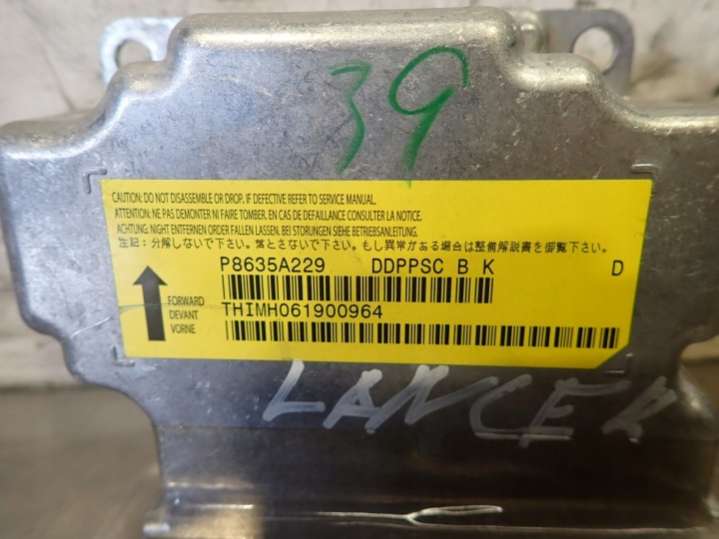 39
CAUTION: DO NOT DISASSEMBLE OR DROP. IF DEFECTIVE REFER TO SERVICE MANUAL.
ATTENTION: NE PAS DEMONTER NI FAIRE TOMBER. EN CAS DE DEFAILLANCE CONSULTER LA NOTICE.
ACHTUNG: NIGHT ENTFERNEN ORDER FALLEN LASSEN. BEI STORUNGEN SIEHE BETRIEBSANLEITUNG.
注記: 分解しないで下さい。落とさないで下さい。もし異常がある場合は整備解説書を御覧下さい。
P8635A229 DDPPSC B K D
FORWARD
DEVANT
VORNE
THIMH061900964
LANCER